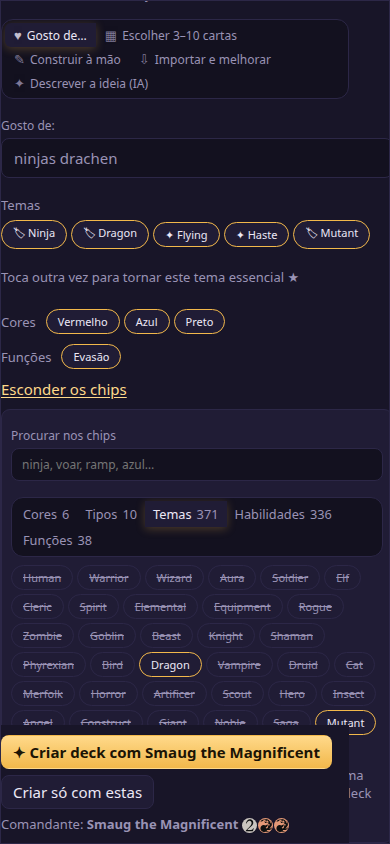 ♥ Gosto de... ▦ Escolher 3–10 cartas
✎ Construir à mão ⇩ Importar e melhorar
✦ Descrever a ideia (IA)
Gosto de:
ninjas drachen
Temas
🏷 Ninja 🏷 Dragon ✦ Flying ✦ Haste 🏷 Mutant
Toca outra vez para tornar este tema essencial ★
Cores Vermelho Azul Preto
Funções Evasão
Esconder os chips
Procurar nos chips
ninja, voar, ramp, azul...
Cores 6 Tipos 10 Temas 371 Habilidades 336
Funções 38
Human Warrior Wizard Aura Soldier Elf
Cleric Spirit Elemental Equipment Rogue
Zombie Goblin Beast Knight Shaman
Phyrexian Bird Dragon Vampire Druid Cat
Merfolk Horror Artificer Scout Hero Insect
Angel Construct Giant Noble Saga Mutant
✦ Criar deck com Smaug the Magnificent
Criar só com estas
Comandante: Smaug the Magnificent 2